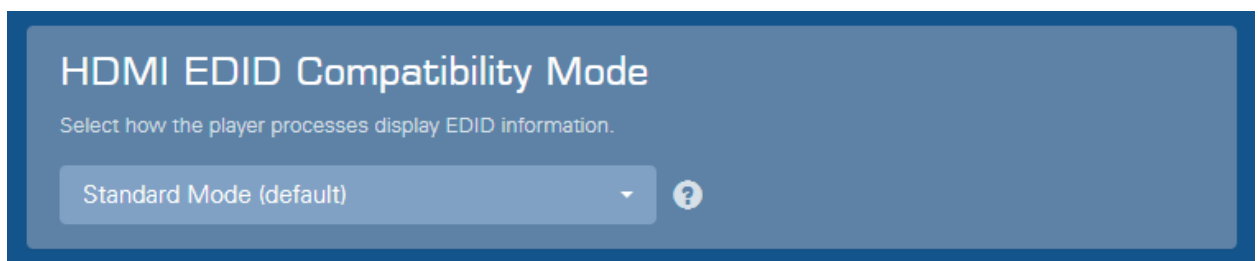 HDMI EDID Compatibility Mode
Select how the player processes display EDID information.
Standard Mode (default)
?